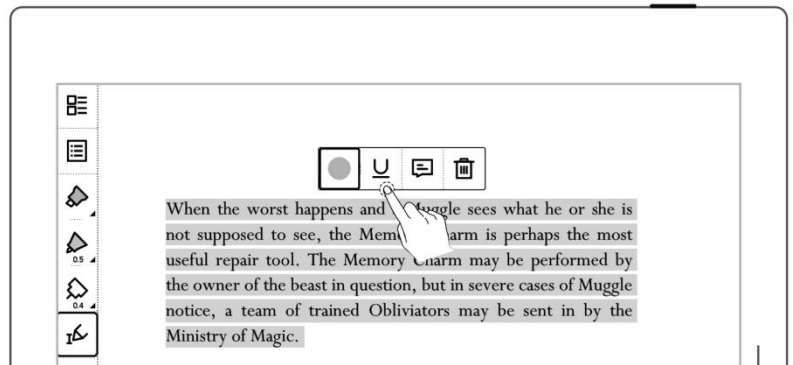 U
0.5
0.4
When the worst happens and Muggle sees what he or she is
not supposed to see, the Mem arm is perhaps the most
useful repair tool. The Memory Charm may be performed by
the owner of the beast in question, but in severe cases of Muggle
notice, a team of trained Obliviators may be sent in by the
Ministry of Magic.